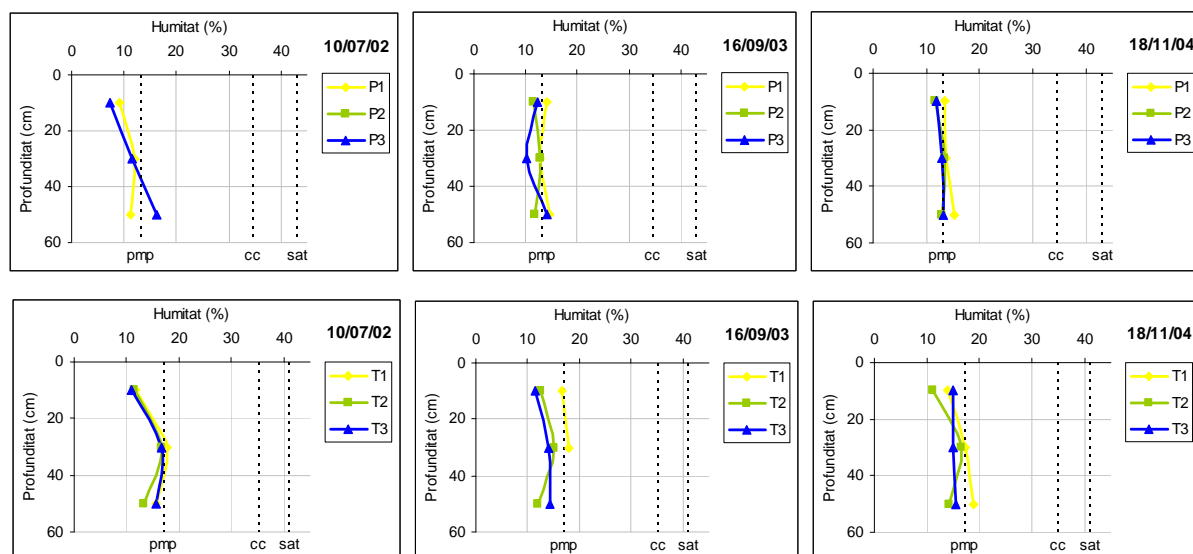 Humitat (%)
10/07/02
0 10 20 30 40
0
20
40
60
Profunditat (cm)
P1
P2
P3
pmp cc sat
Humitat (%)
16/09/03
0 10 20 30 40
0
20
40
60
Profunditat (cm)
P1
P2
P3
pmp cc sat
Humitat (%)
18/11/04
0 10 20 30 40
0
20
40
60
Profunditat (cm)
P1
P2
P3
pmp cc sat
Humitat (%)
10/07/02
0 10 20 30 40
0
20
40
60
Profunditat (cm)
T1
T2
T3
pmp cc sat
Humitat (%)
16/09/03
0 10 20 30 40
0
20
40
60
Profunditat (cm)
T1
T2
T3
pmp cc sat
Humitat (%)
18/11/04
0 10 20 30 40
0
20
40
60
Profunditat (cm)
T1
T2
T3
pmp cc sat